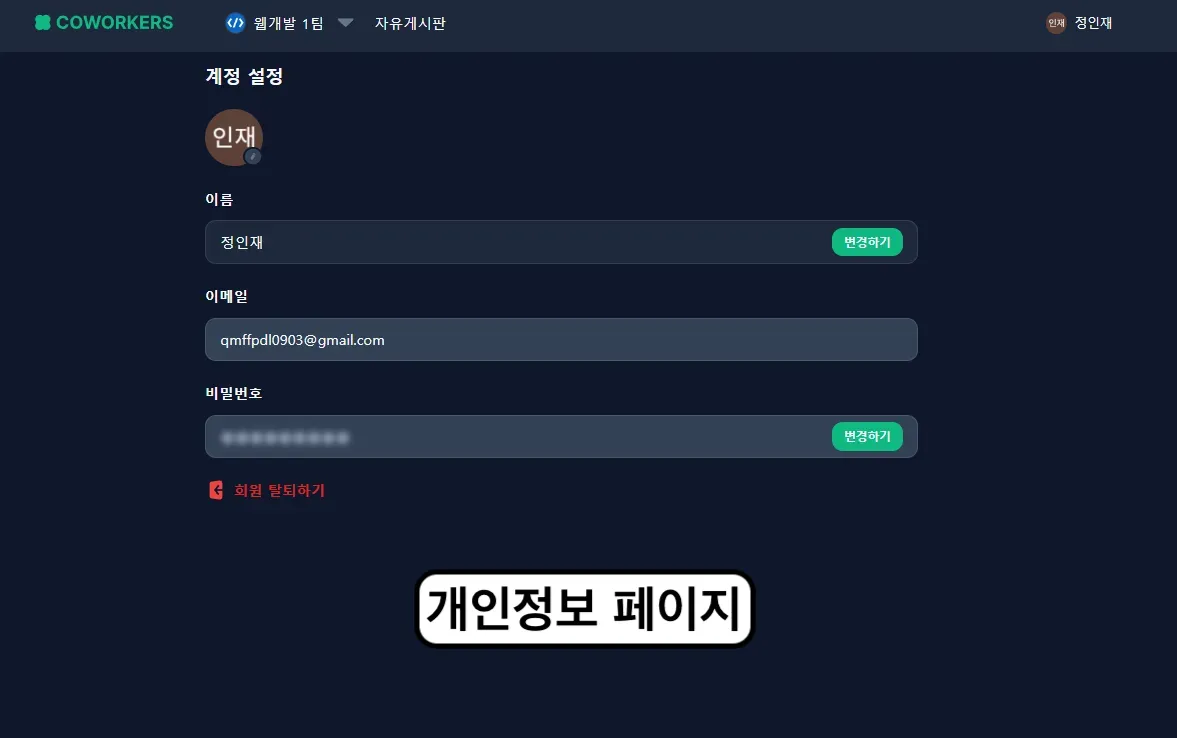 COWORKERS 웹개발 1팀 자유게시판 인재 정인재
계정 설정
인재
이름
정인재 변경하기
이메일
qmffpdl0903@gmail.com
비밀번호
변경하기
회원 탈퇴하기
개인정보 페이지